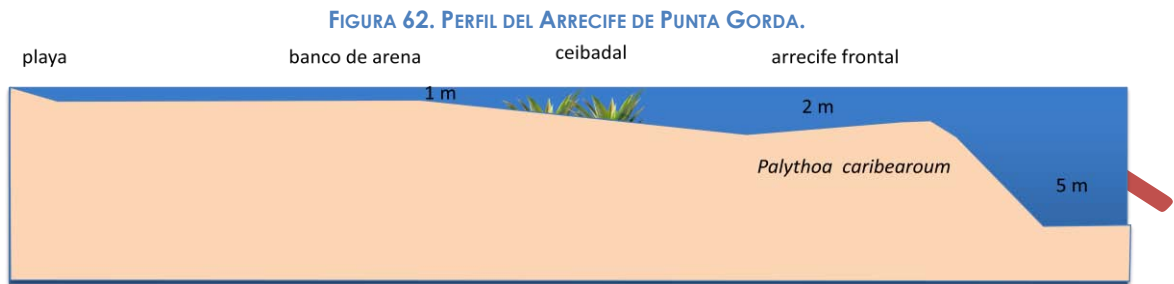 FIGURA 62. PERFIL DEL ARRECIFE DE PUNTA GORDA.
playa banco de arena ceibadal arrecife frontal
1 m
2 m
Palythoa caribearoum
5 m